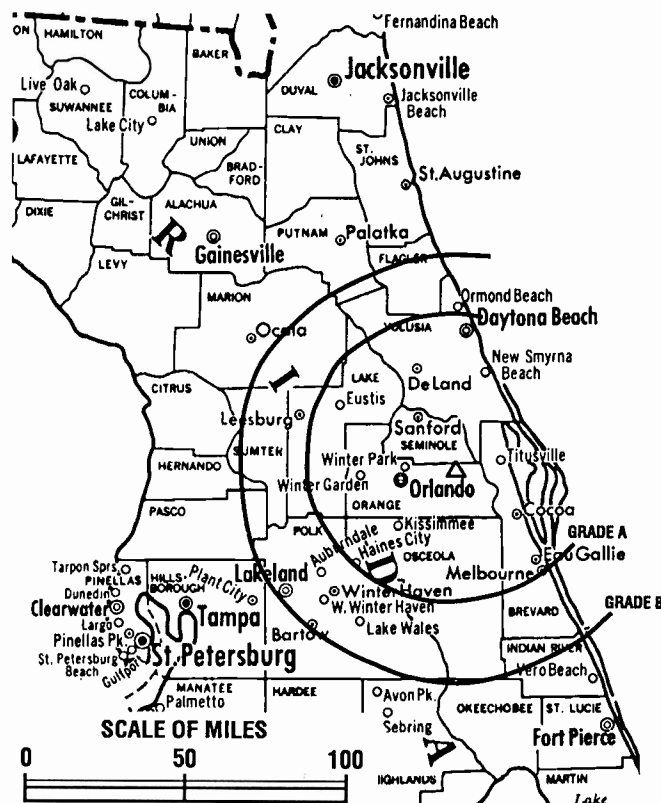 Fernandina Beach
ON
HAMILTON
BAKER
Jacksonville
Live Oak
COLUM-
BIA
DUVAL
SUWANNEE
Jacksonville
Beach
Lake City
CLAY
UNION
ST.
JOHNS
LAFAYETTE
BRAD-
FORD
St. Augustine
GIL-
CHRIST
ALACHUA
DIXIE
R
PUTNAM
Palatka
Gainesville
FLAGLER
LEVY
MARION
Ormond Beach
Daytona Beach
VOLUSIA
Ocala
New Smyrna
Beach
I
LAKE
DeLand
CITRUS
Eustis
Leesburg
Sanford
SEMINOLE
SUMTER
Titusville
HERNANDO
Winter Park
Winter Garden
Orlando
ORANGE
PASCO
Cocoa
POLK
Kissimmee
GRADE A
Auburndale
Haines City
OSCEOLA
Eau Gallie
Tarpon Sprs.
PINELLAS
HILLS-
BOROUGH
Plant City
Lakeland
D
Melbourne
Dunedin
Clearwater
Winter Haven
GRADE B
Tampa
W. Winter Haven
BREVARD
Largo
Bartow
Lake Wales
Pinellas Pk.
INDIAN RIVER
St. Petersburg
St. Petersburg
Beach
Gulfport
Vero Beach
MANATEE
HARDEE
Avon Pk.
Palmetto
OKEECHOBEE
ST. LUCIE
Sebring
SCALE OF MILES
Fort Pierce
A
0 50 100
HIGHLANDS
MARTIN
Lake